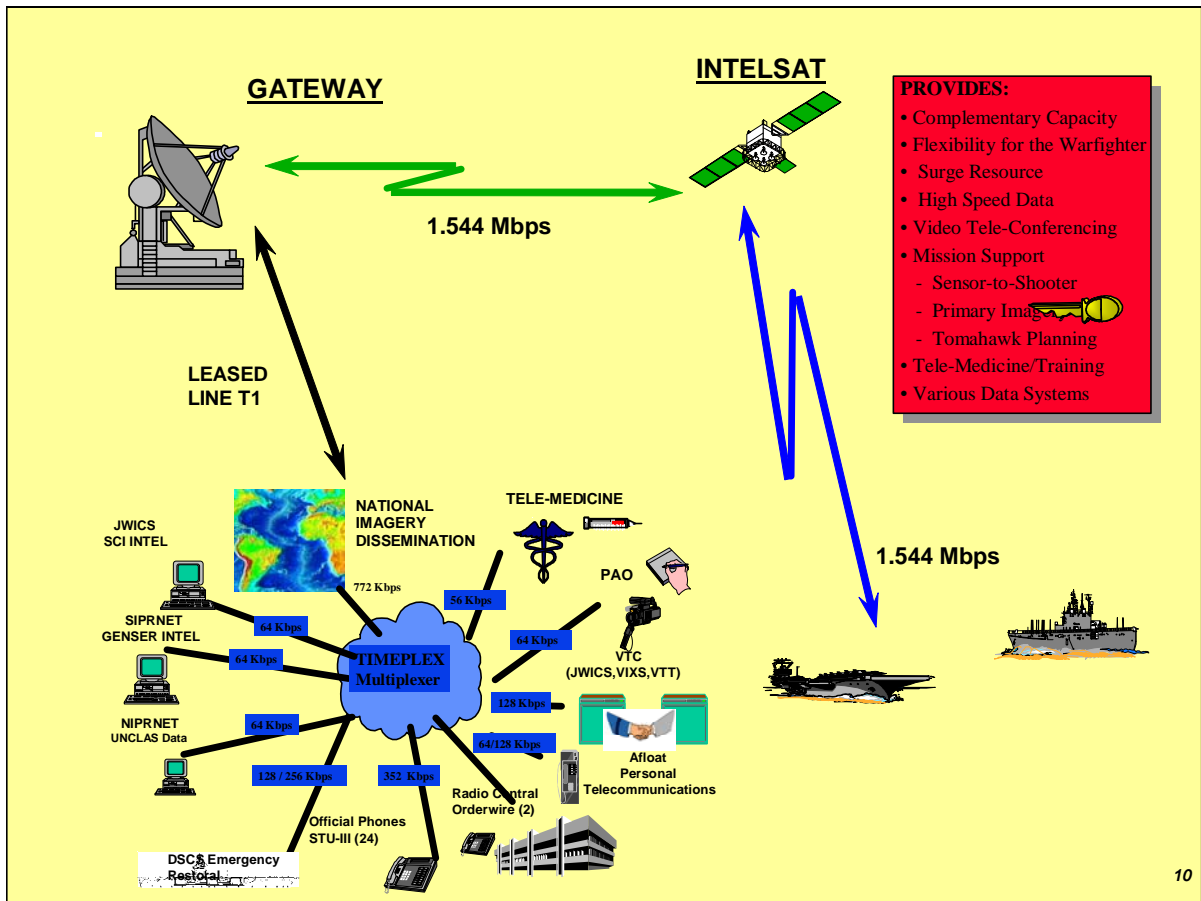 GATEWAY
INTELSAT
PROVIDES:
• Complementary Capacity
• Flexibility for the Warfighter
• Surge Resource
• High Speed Data
• Video Tele-Conferencing
• Mission Support
- Sensor-to-Shooter
- Primary
- Tomahawk Planning
• Tele-Medicine/Training
• Various Data Systems
1.544 Mbps
LEASED
LINE T1
1.544 Mbps
NATIONAL
IMAGERY
DISSEMINATION
772 Kbps
TELE-MEDICINE
56 Kbps
PAO
64 Kbps
VTC
(JWICS,VIXS,VTT)
128 Kbps
64/128 Kbps
Afloat
Personal
Telecommunications
JWICS
SCI INTEL
64 Kbps
SIPRNET
GENSER INTEL
64 Kbps
TIMEPLEX
Multiplexer
NIPRNET
UNCLAS Data
64 Kbps
128 / 256 Kbps
352 Kbps
Radio Central
Orderwire (2)
Official Phones
STU-III (24)
DSCS Emergency
Restoral
10